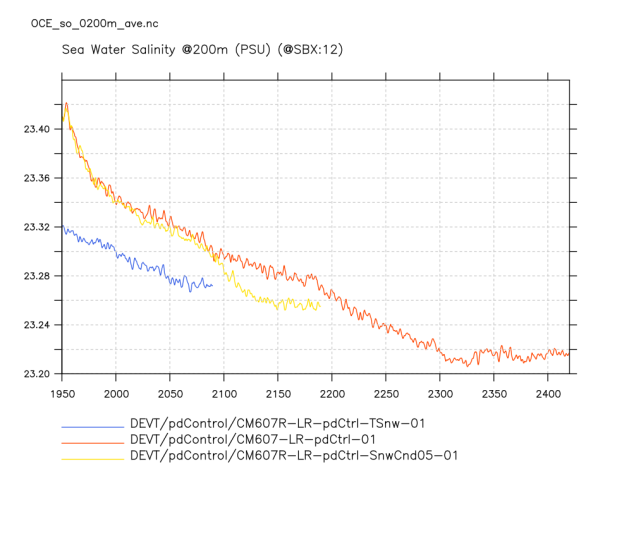 OCE_so_0200m_ave.nc
Sea Water Salinity @200m (PSU) (@SBX:12)
23.40
23.36
23.32
23.28
23.24
23.20
1950 2000 2050 2100 2150 2200 2250 2300 2350 2400
DEVT/pdControl/CM607R-LR-pdCtrl-TSnw-01
DEVT/pdControl/CM607-LR-pdCtrl-01
DEVT/pdControl/CM607R-LR-pdCtrl-SnwCnd05-01